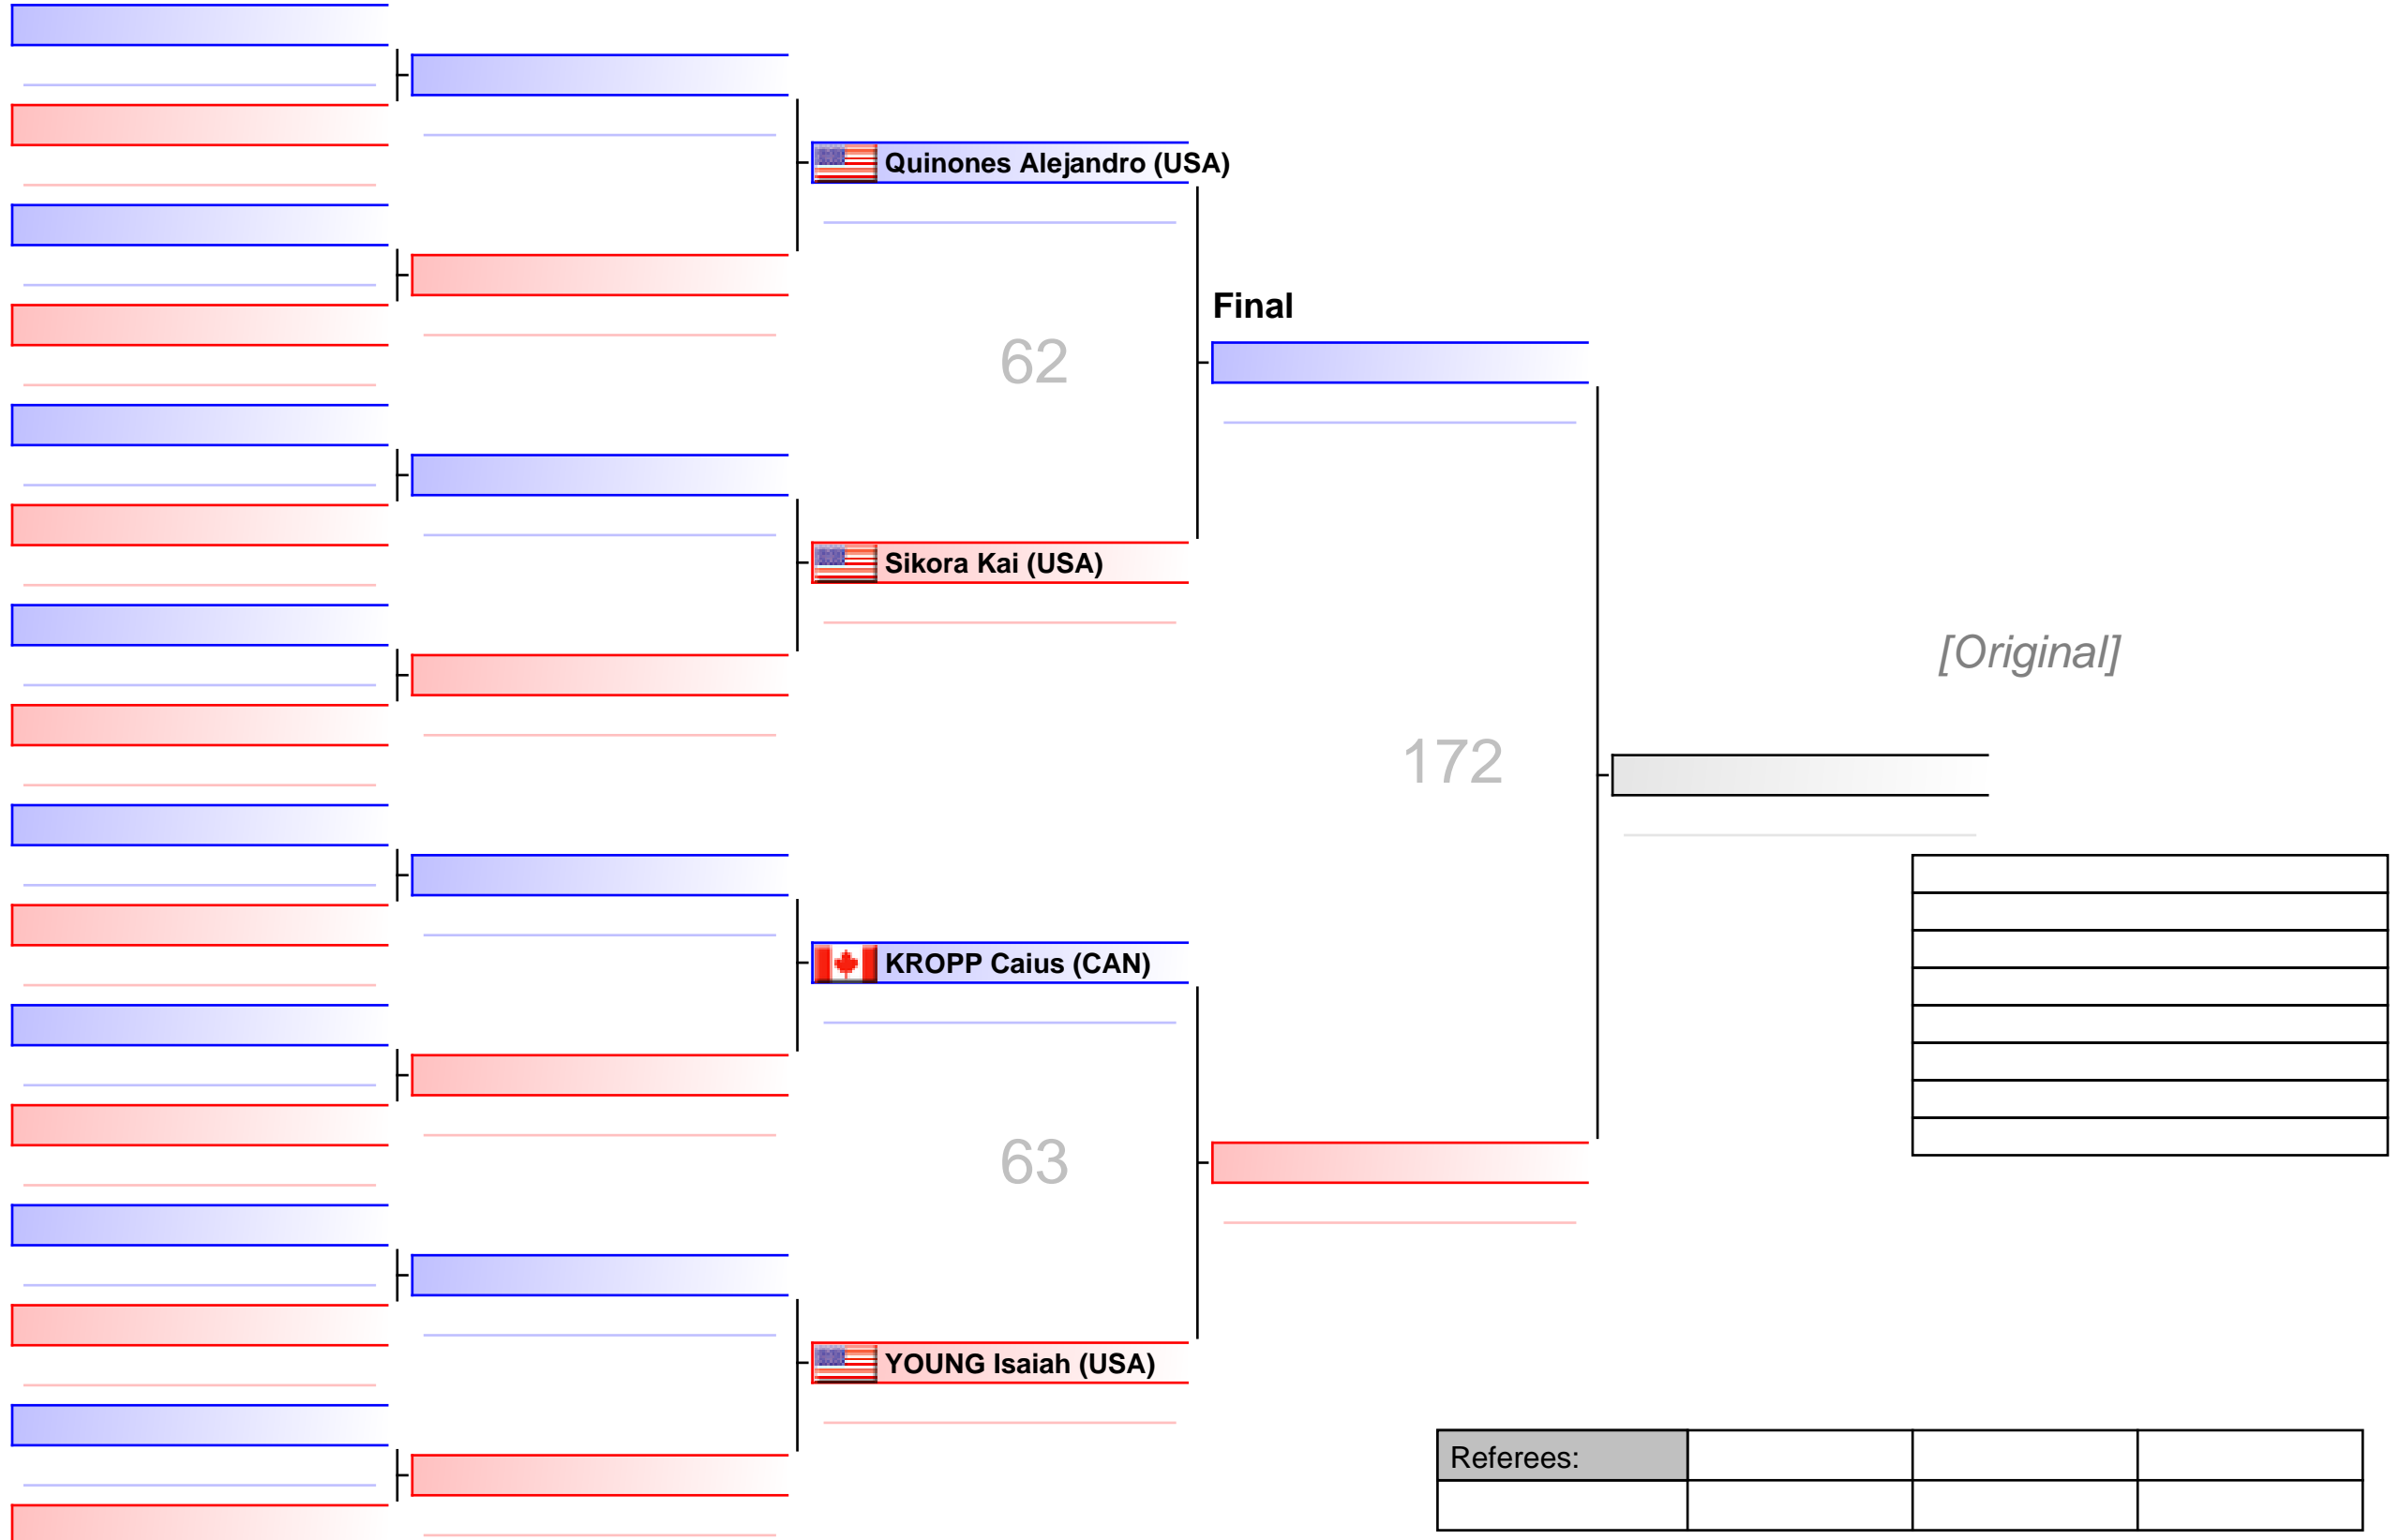 Quinones Alejandro (USA)
Final
62
Sikora Kai (USA)
[Original]
172
KROPP Caius (CAN)
63
YOUNG Isaiah (USA)
Referees: